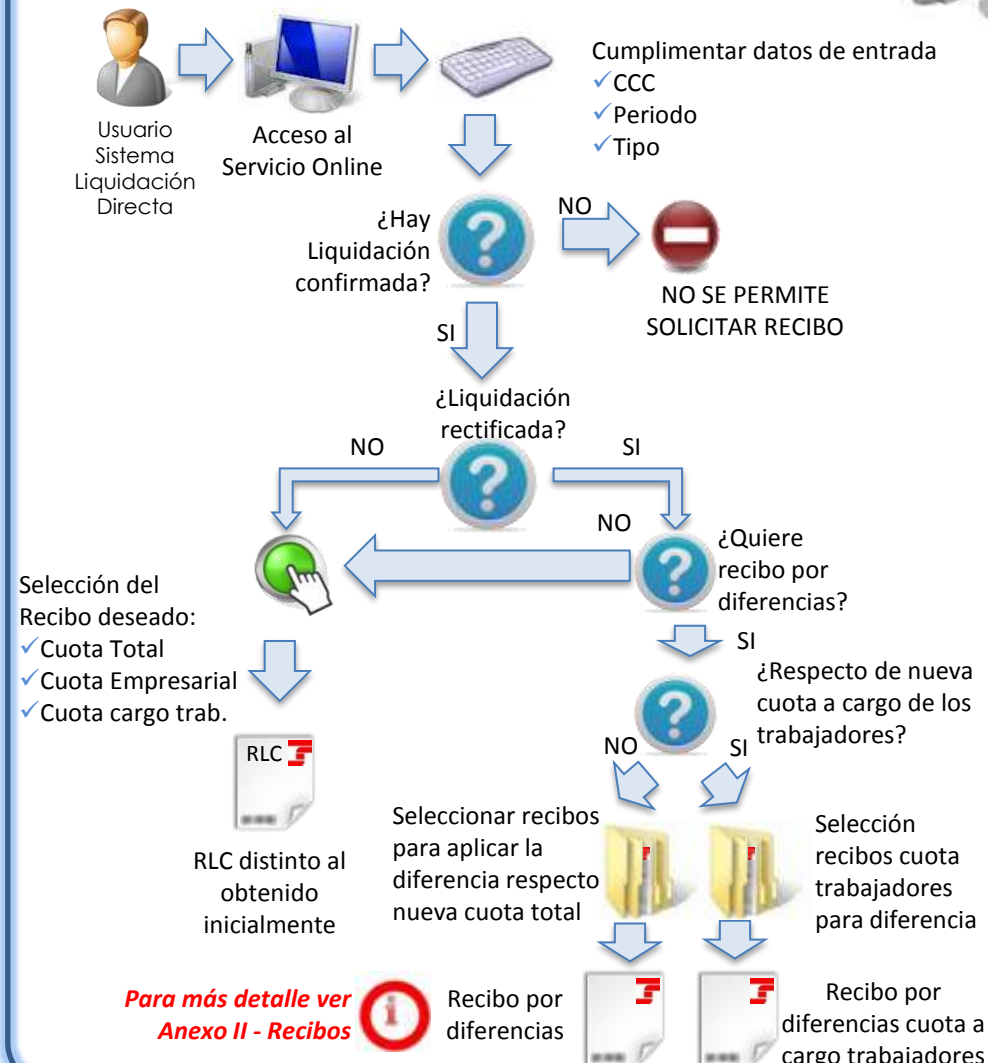 Usuario
Sistema
Liquidación
Directa
Acceso al
Servicio Online
Cumplimentar datos de entrada
CCC
Periodo
Tipo
¿Hay
Liquidación
confirmada?
NO
NO SE PERMITE
SOLICITAR RECIBO
SI
¿Liquidación
rectificada?
NO
SI
NO
¿Quiere
recibo por
diferencias?
Selección del
Recibo deseado:
Cuota Total
Cuota Empresarial
Cuota cargo trab.
SI
¿Respecto de nueva
cuota a cargo de los
trabajadores?
NO
SI
RLC
RLC distinto al
obtenido
inicialmente
Seleccionar recibos
para aplicar la
diferencia respecto
nueva cuota total
Selección
recibos cuota
trabajadores
para diferencia
Para más detalle ver
Anexo II - Recibos
Recibo por
diferencias
Recibo por
diferencias cuota a
cargo trabajadores